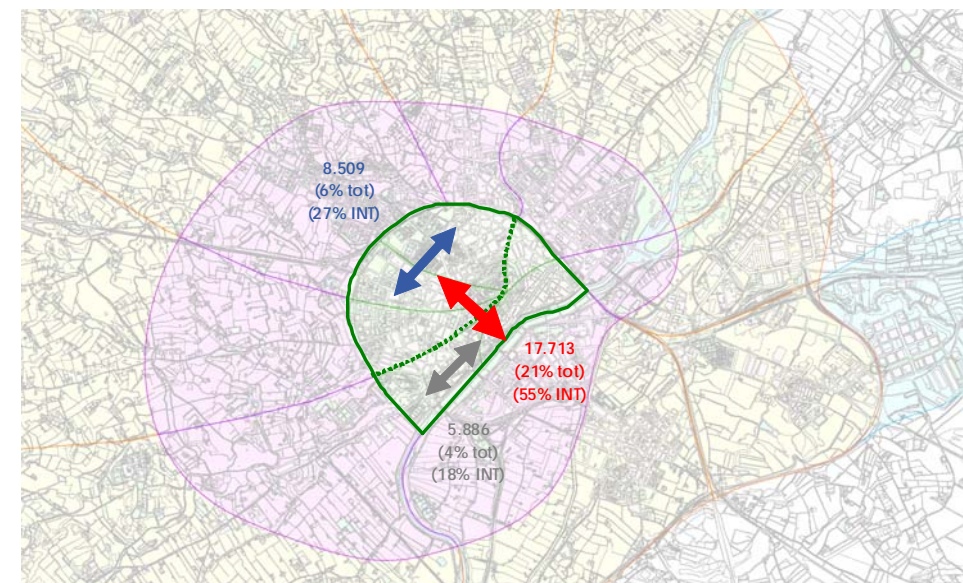 8.509
(6% tot)
(27% INT)
17.713
(21% tot)
(55% INT)
5.886
(4% tot)
(18% INT)